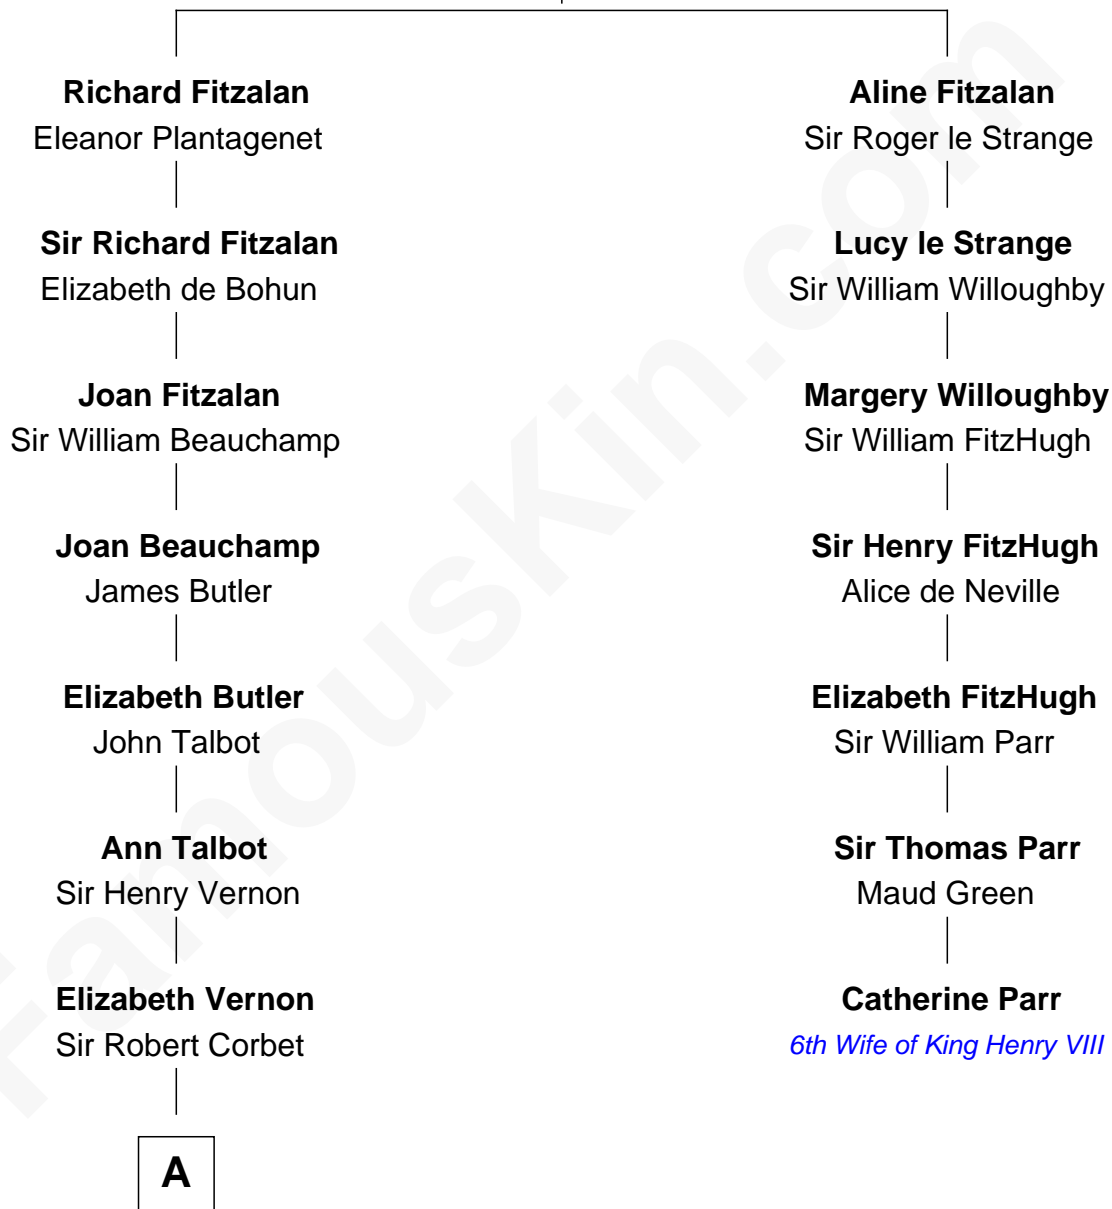 Richard Fitzalan
Eleanor Plantagenet
Sir Richard Fitzalan
Elizabeth de Bohun
Joan Fitzalan
Sir William Beauchamp
Joan Beauchamp
James Butler
Elizabeth Butler
John Talbot
Ann Talbot
Sir Henry Vernon
Elizabeth Vernon
Sir Robert Corbet
A
Aline Fitzalan
Sir Roger le Strange
Lucy le Strange
Sir William Willoughby
Margery Willoughby
Sir William FitzHugh
Sir Henry FitzHugh
Alice de Neville
Elizabeth FitzHugh
Sir William Parr
Sir Thomas Parr
Maud Green
Catherine Parr
6th Wife of King Henry VIII
FamousKin.com